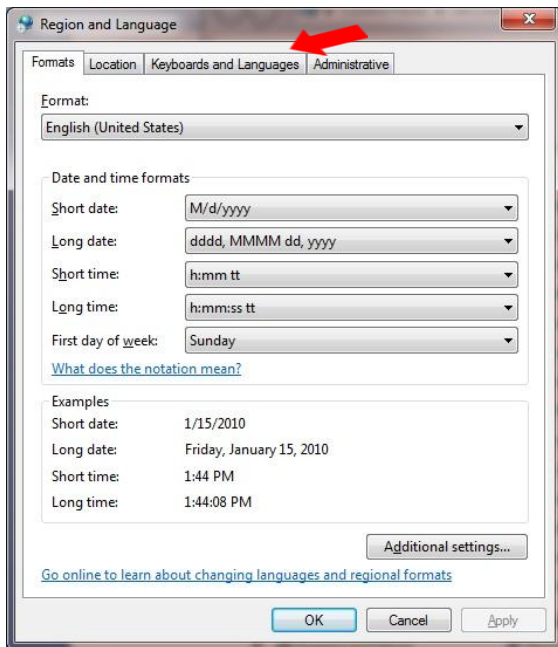 Region and Language
Formats Location Keyboards and Languages Administrative
Format:
English (United States)
Date and time formats
Short date: M/d/yyyy
Long date: dddd, MMMM dd, yyyy
Short time: h:mm tt
Long time: h:mm:ss tt
First day of week: Sunday
What does the notation mean?
Examples
Short date: 1/15/2010
Long date: Friday, January 15, 2010
Short time: 1:44 PM
Long time: 1:44:08 PM
Additional settings...
Go online to learn about changing languages and regional formats
OK Cancel Apply